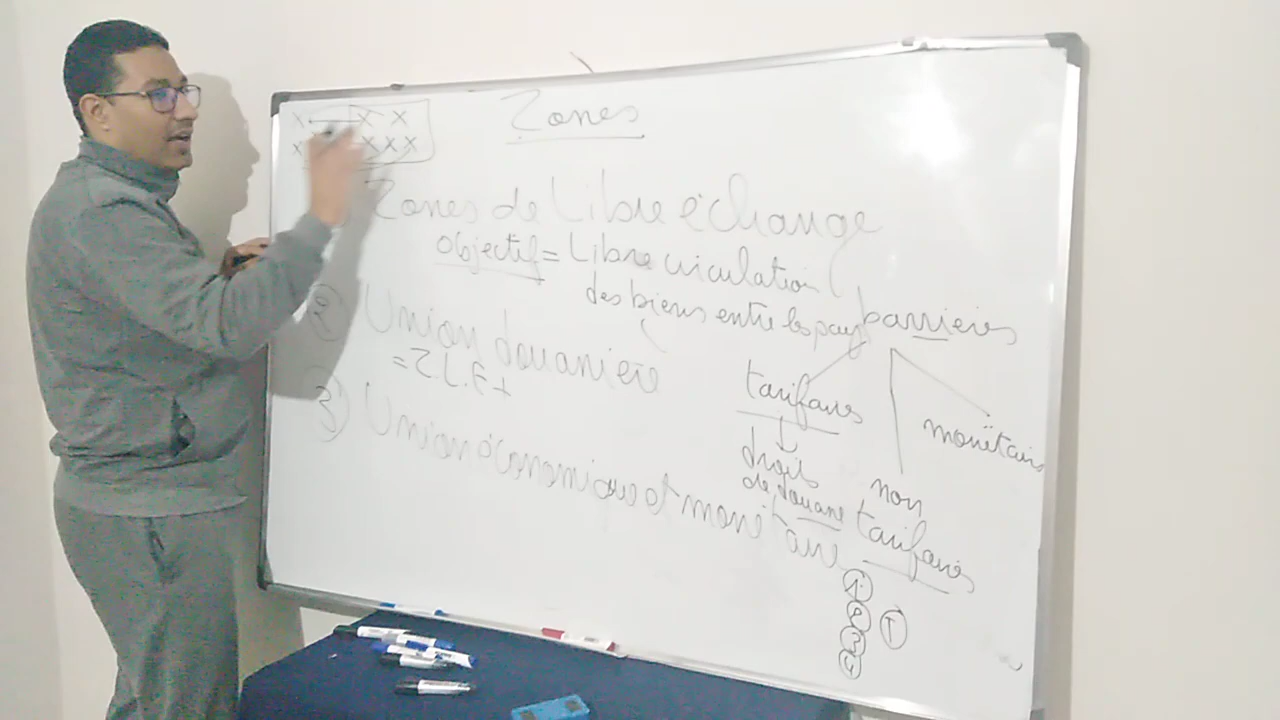 x x x
x x x x
Zones
Zones de Libre échange
Objectif = Libre circulation
des biens entre les pays
barrières
tarifaires
droits
de douane
non
tarifaires
monétaires
② Union douanière
= Z.L.E +
③ Union économique et monétaire